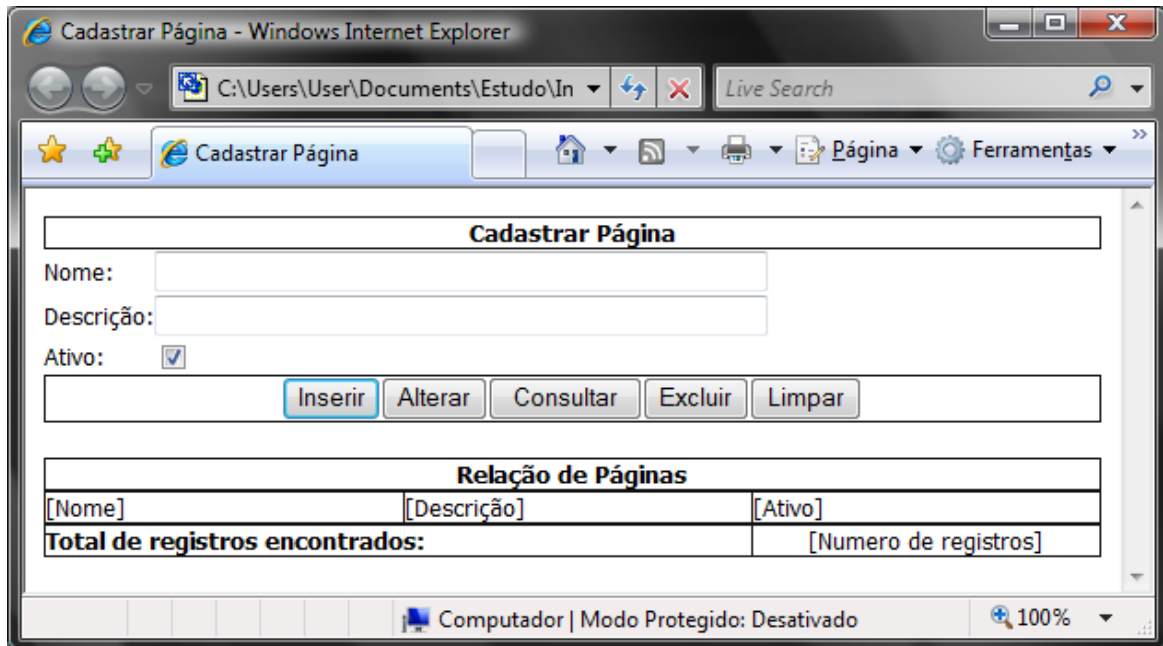 Cadastrar Página - Windows Internet Explorer
C:\Users\User\Documents\Estudo\In
Live Search
Cadastrar Página
Página
Ferramentas
Cadastrar Página
Nome:
Descrição:
Ativo:
Inserir Alterar Consultar Excluir Limpar
Relação de Páginas
[Nome] [Descrição] [Ativo]
Total de registros encontrados: [Numero de registros]
Computador | Modo Protegido: Desativado 100%